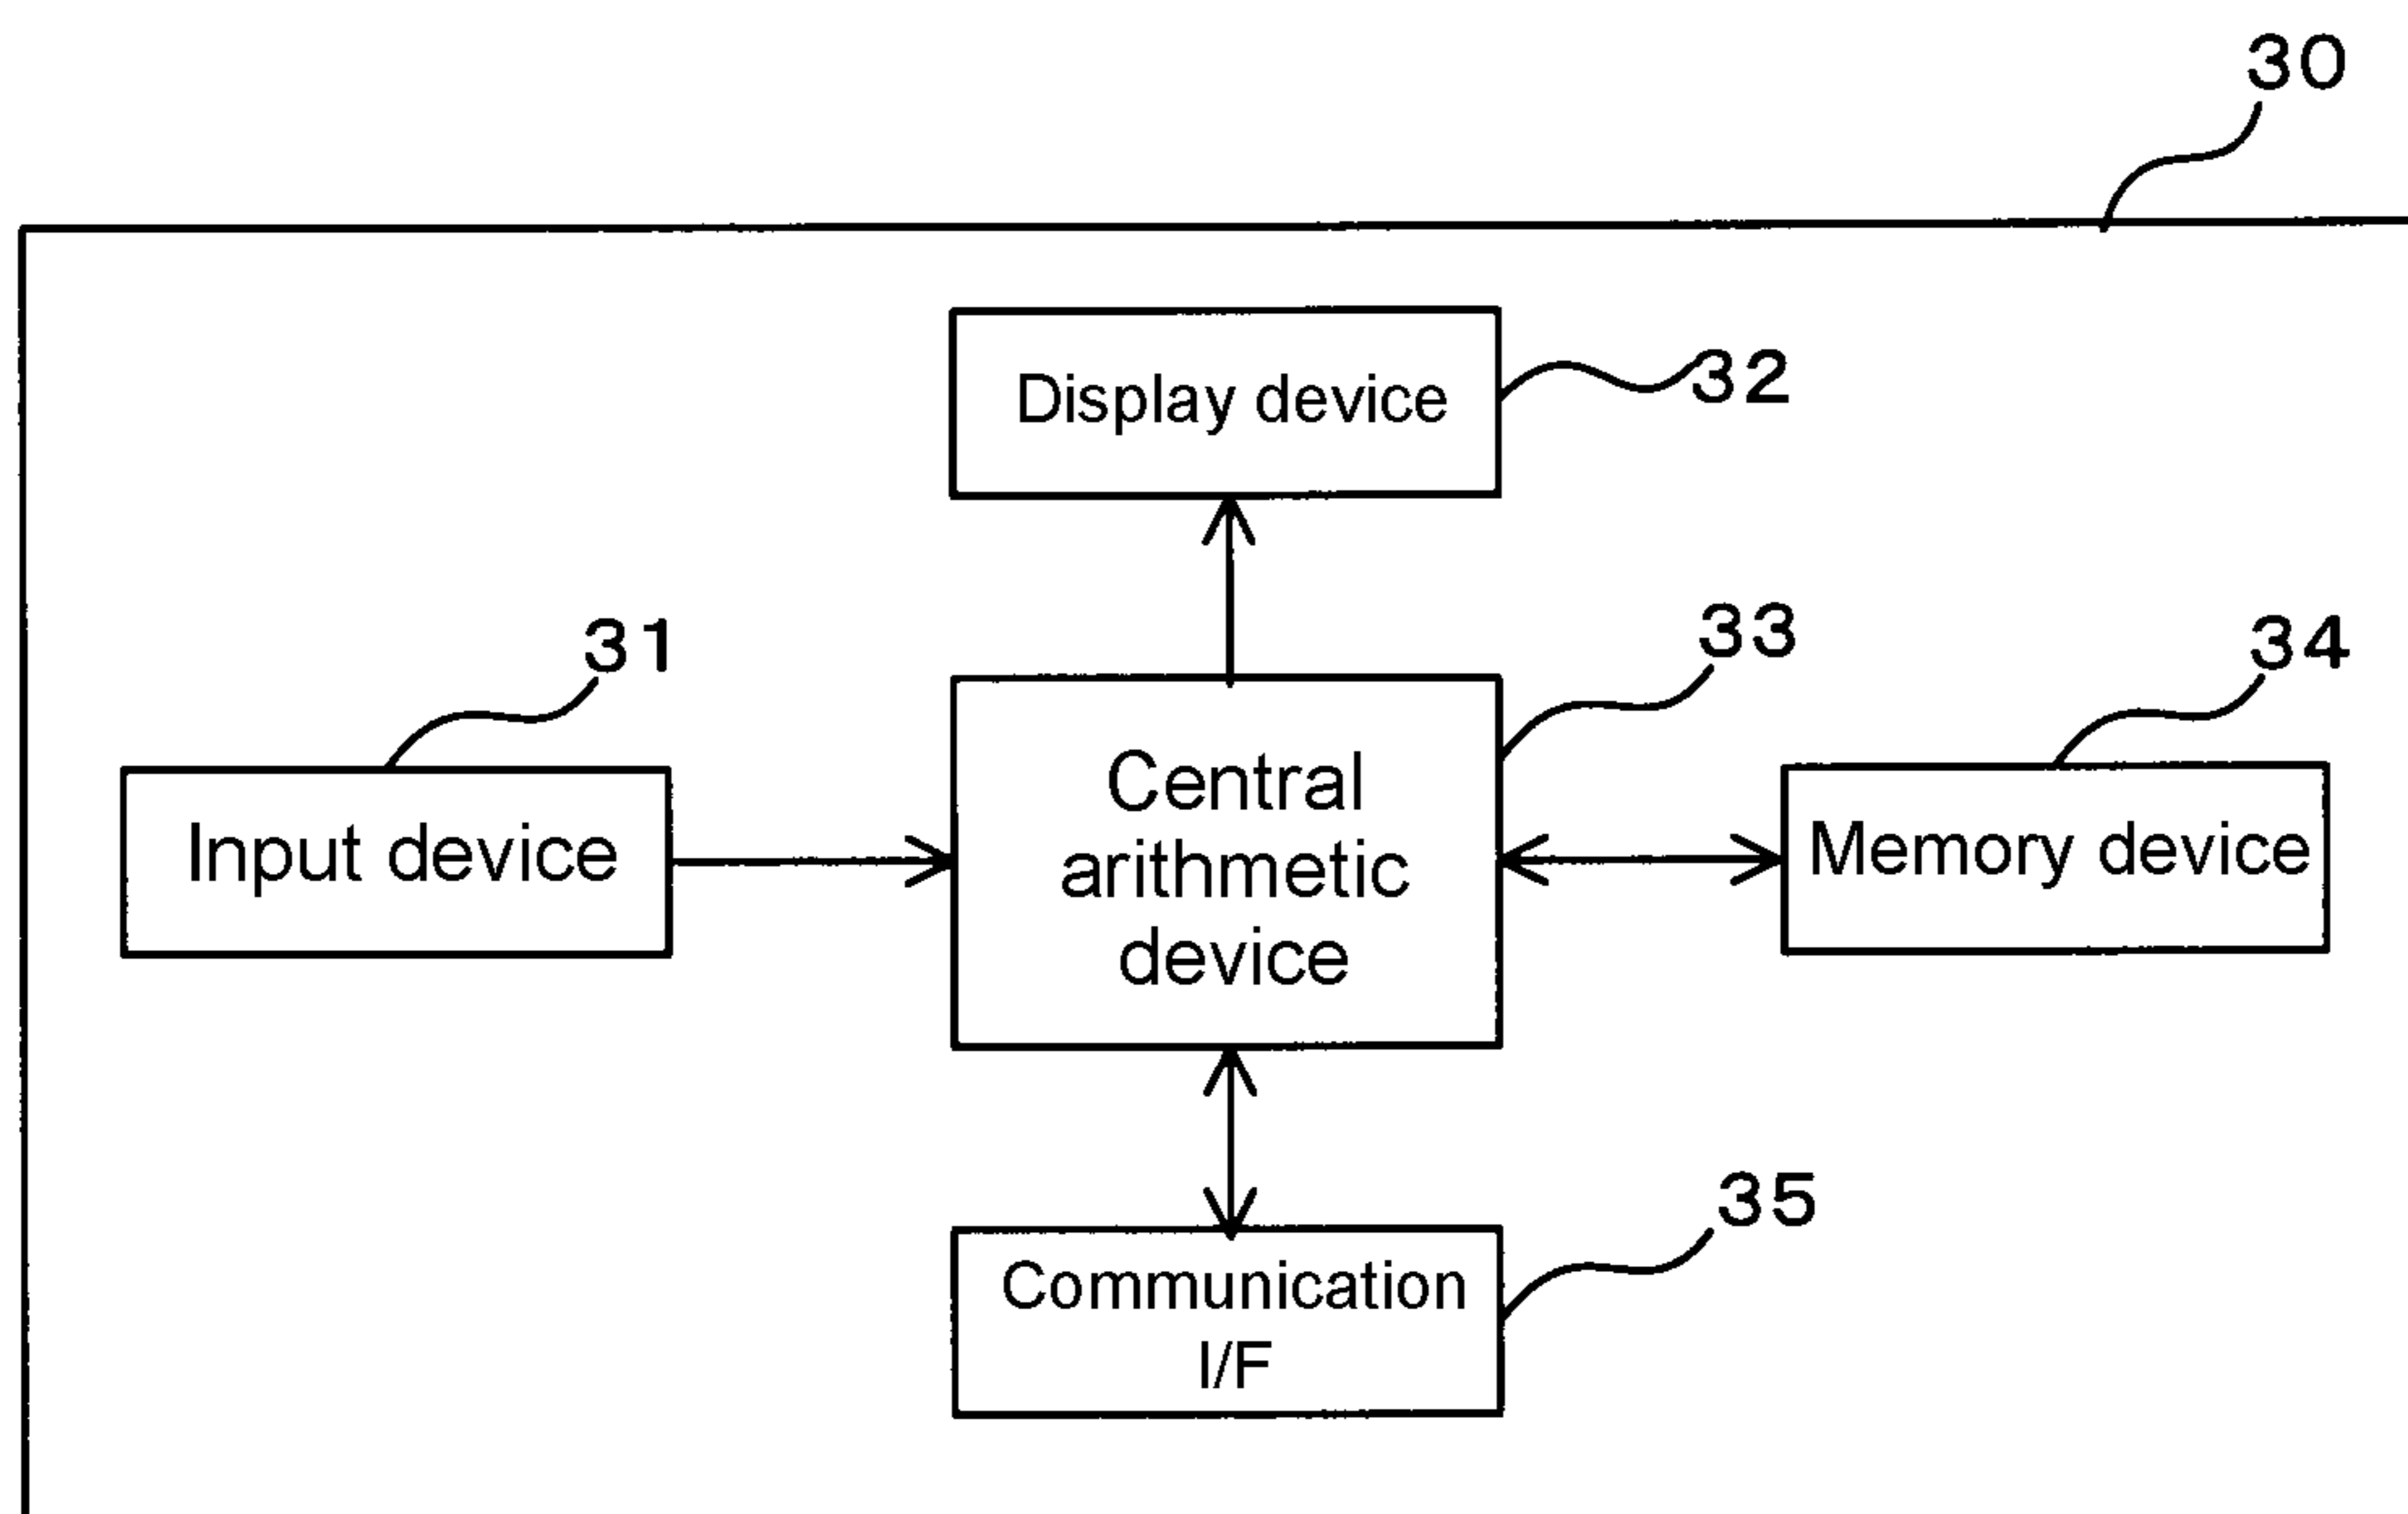 30
Display device
32
31
33
34
Input device
Central
arithmetic
device
Memory device
35
Communication
I/F